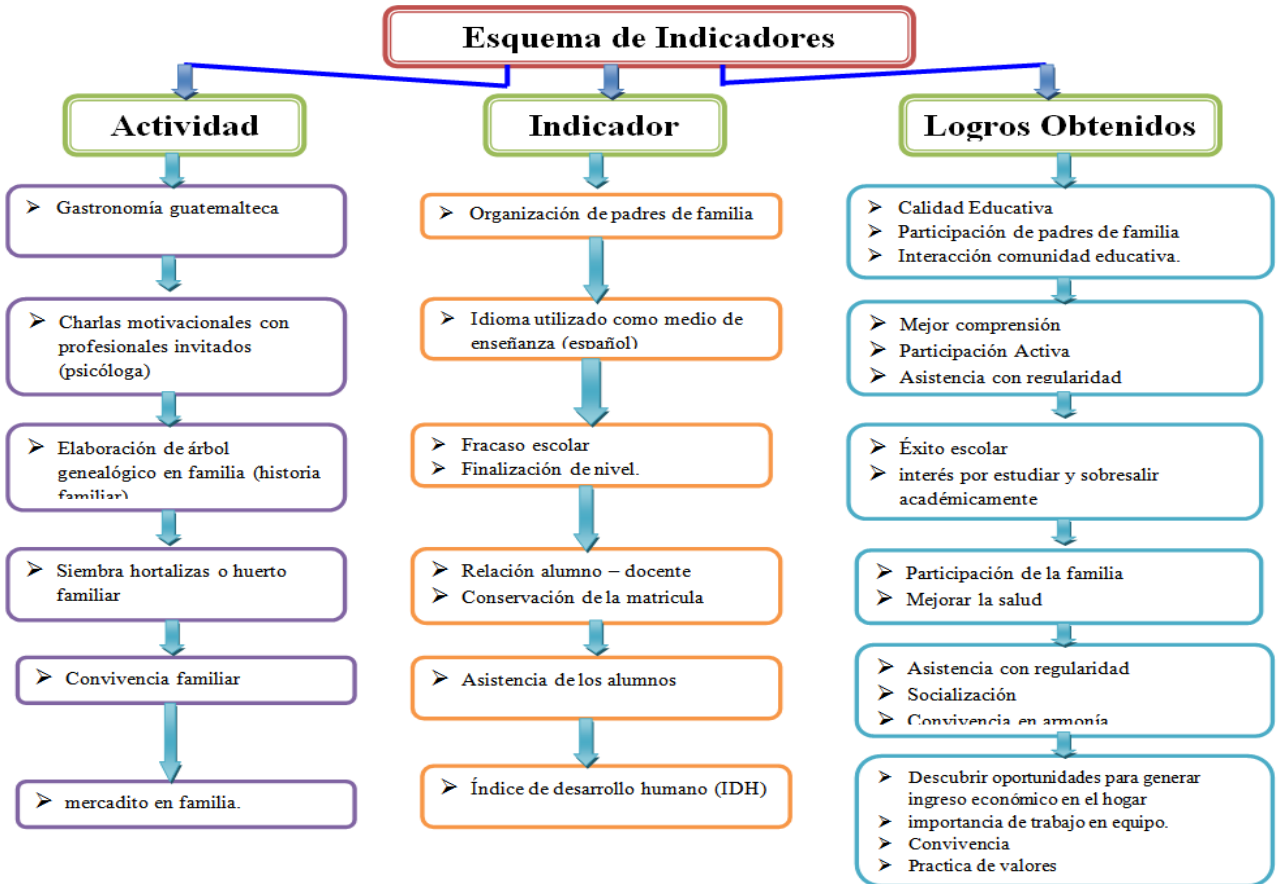 Esquema de Indicadores
Actividad
➢ Gastronomía guatemalteca
➢ Charlas motivacionales con
profesionales invitados
(psicóloga)
➢ Elaboración de árbol
genealógico en familia (historia
familiar)
➢ Siembra hortalizas o huerto
familiar
➢ Convivencia familiar
➢ mercadito en familia.
Indicador
➢ Organización de padres de familia
➢ Idioma utilizado como medio de
enseñanza (español)
➢ Fracaso escolar
➢ Finalización de nivel.
➢ Relación alumno – docente
➢ Conservación de la matricula
➢ Asistencia de los alumnos
➢ Índice de desarrollo humano (IDH)
Logros Obtenidos
➢ Calidad Educativa
➢ Participación de padres de familia
➢ Interacción comunidad educativa.
➢ Mejor comprensión
➢ Participación Activa
➢ Asistencia con regularidad
➢ Éxito escolar
➢ interés por estudiar y sobresalir
académicamente
➢ Participación de la familia
➢ Mejorar la salud
➢ Asistencia con regularidad
➢ Socialización
➢ Convivencia en armonía
➢ Descubrir oportunidades para generar
ingreso económico en el hogar
➢ importancia de trabajo en equipo.
➢ Convivencia
➢ Practica de valores